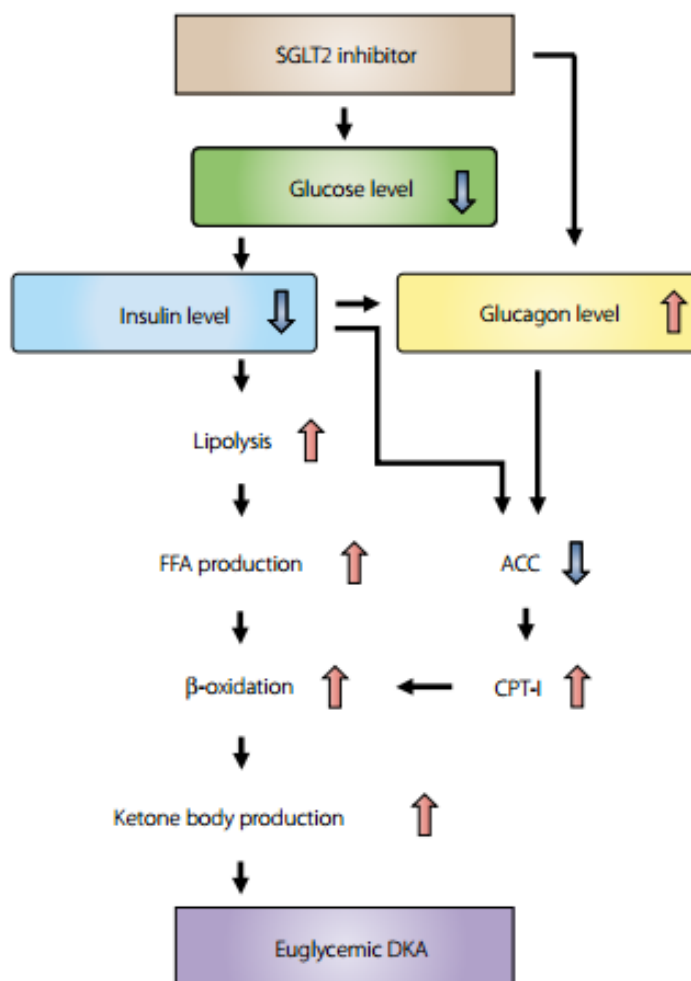 SGLT2 inhibitor
Glucose level
Insulin level
Glucagon level
Lipolysis
FFA production
ACC
β-oxidation
CPT-I
Ketone body production
Euglycemic DKA